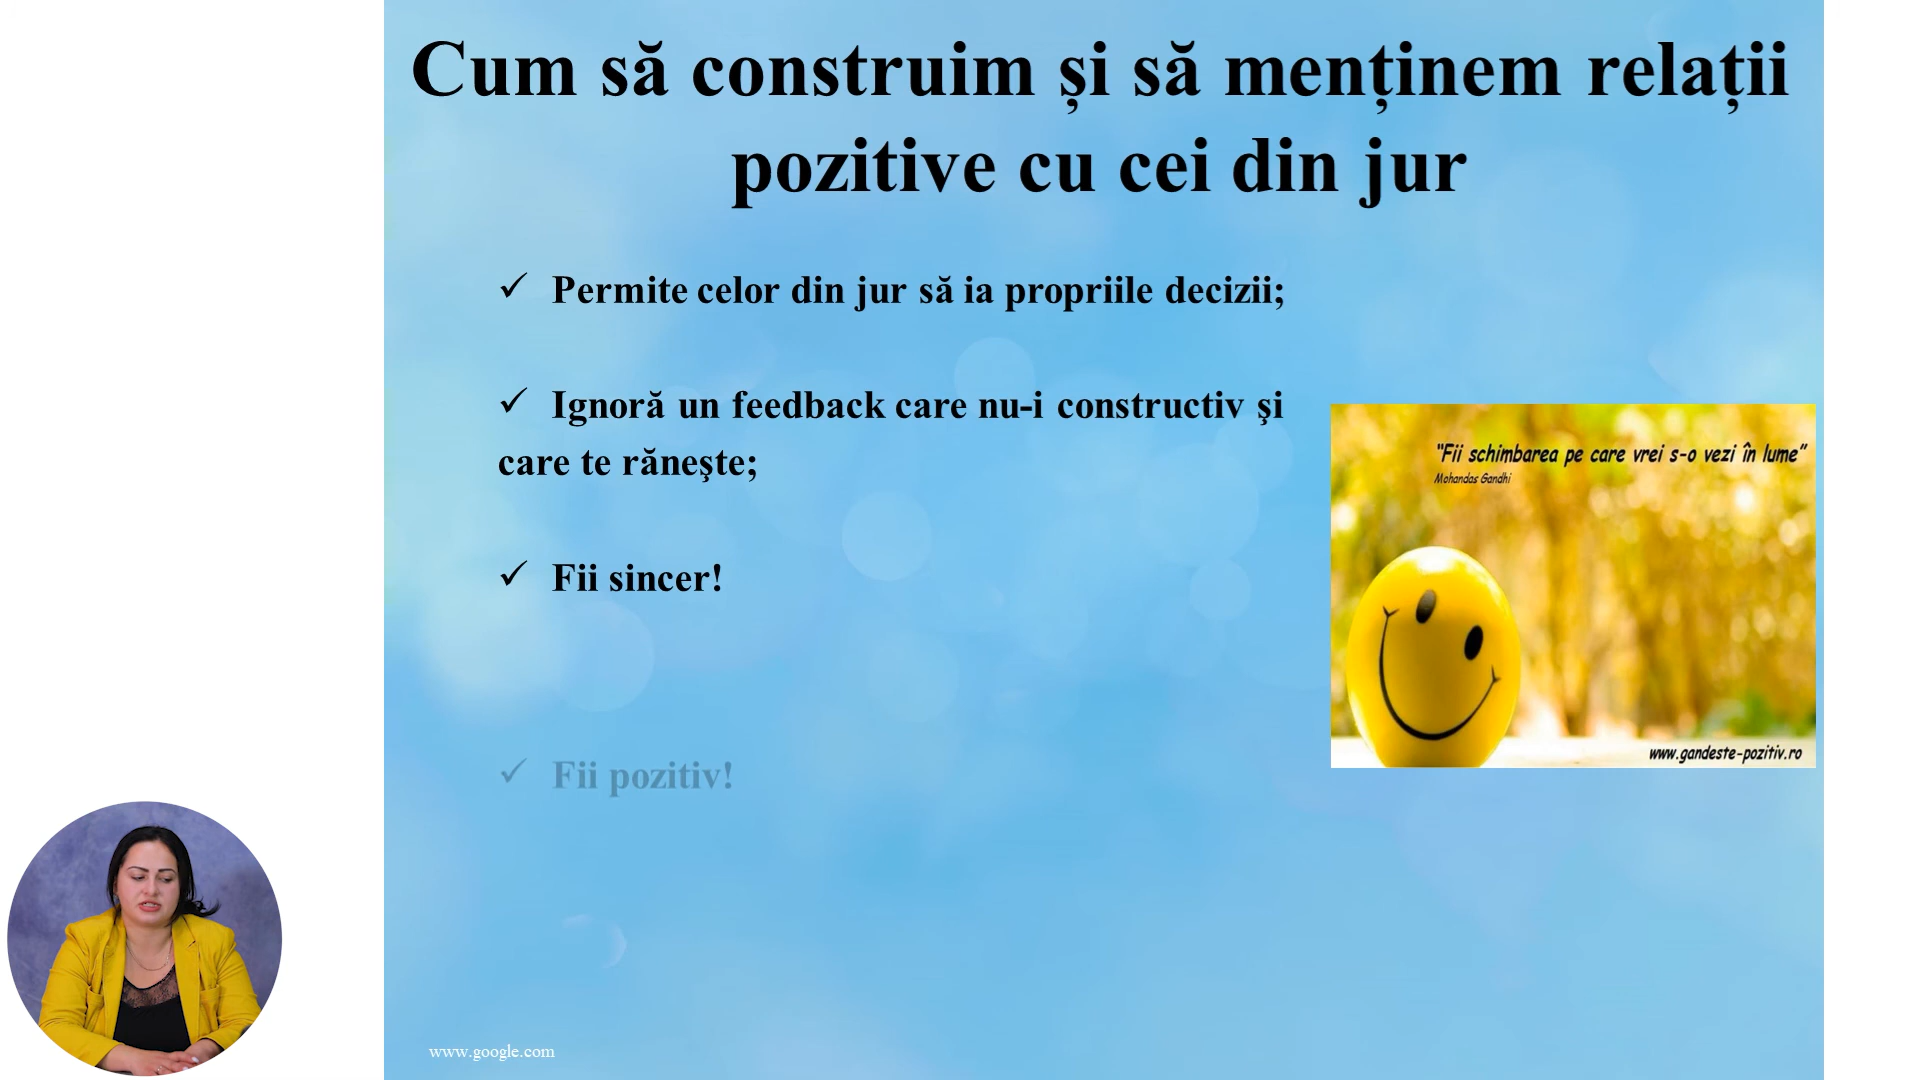 Cum să construim și să menținem relații
pozitive cu cei din jur
✓ Permite celor din jur să ia propriile decizii;
✓ Ignoră un feedback care nu-i constructiv şi
care te răneşte;
✓ Fii sincer!
✓ Fii pozitiv!
"Fii schimbarea pe care vrei s-o vezi în lume"
Mohandas Gandhi
www.gandeste-pozitiv.ro
www.google.com